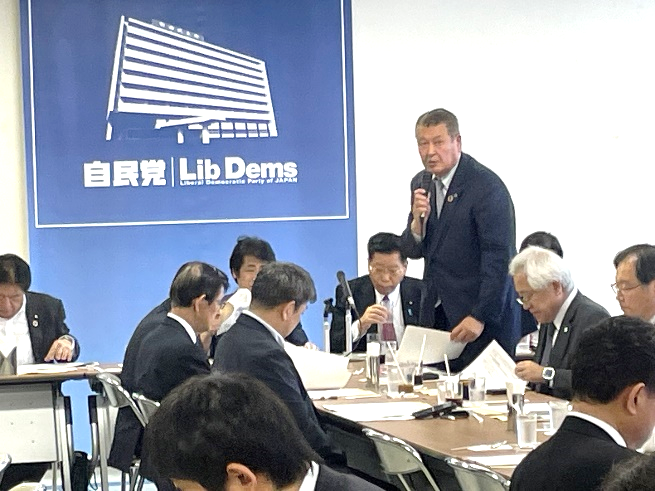 自民党 Lib Dems
Liberal Democratic Party of JAPAN